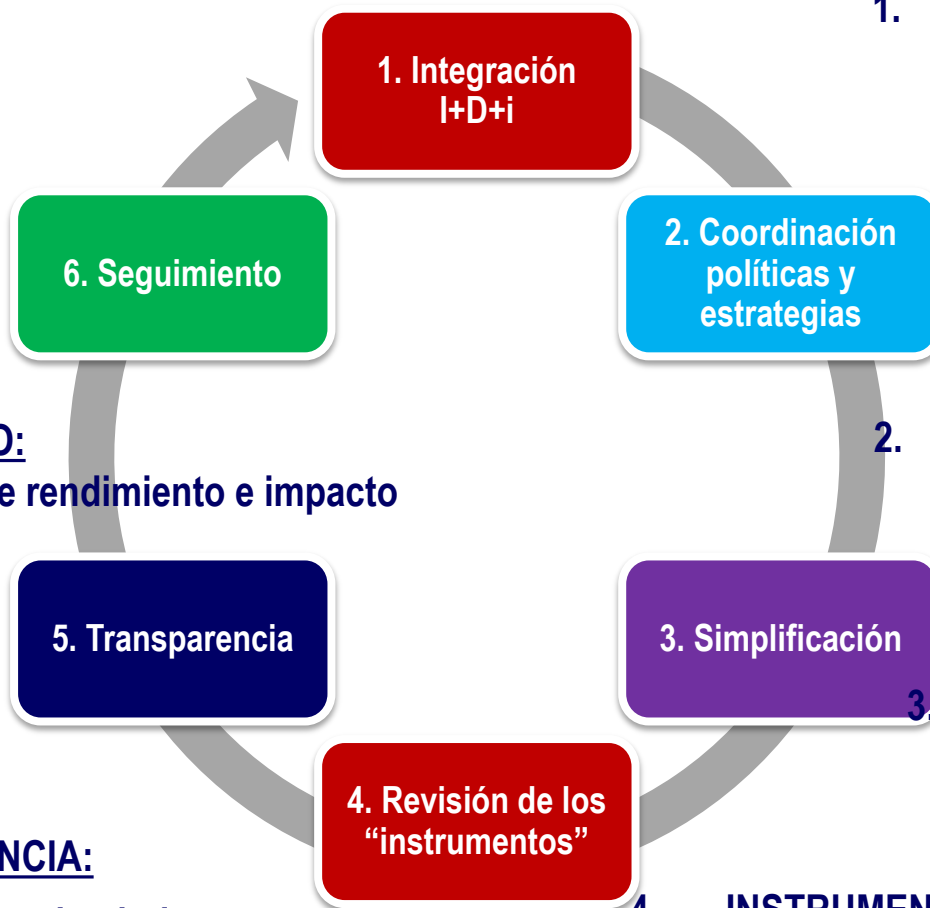 1.
1. Integración
I+D+i
2. Coordinación
políticas y
estrategias
6. Seguimiento
O:
2.
e rendimiento e impacto
5. Transparencia
3. Simplificación
3.
4. Revisión de los
“instrumentos”
NCIA:
INSTRUMEN